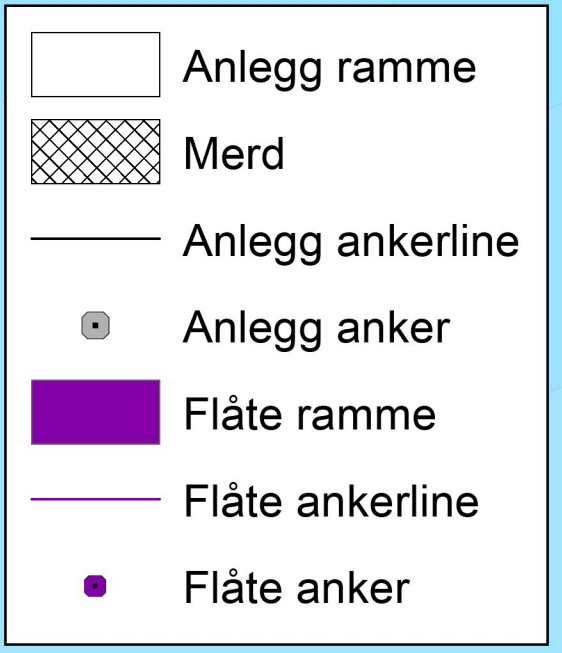 Anlegg ramme
Merd
Anlegg ankerline
Anlegg anker
Flåte ramme
Flåte ankerline
Flåte anker